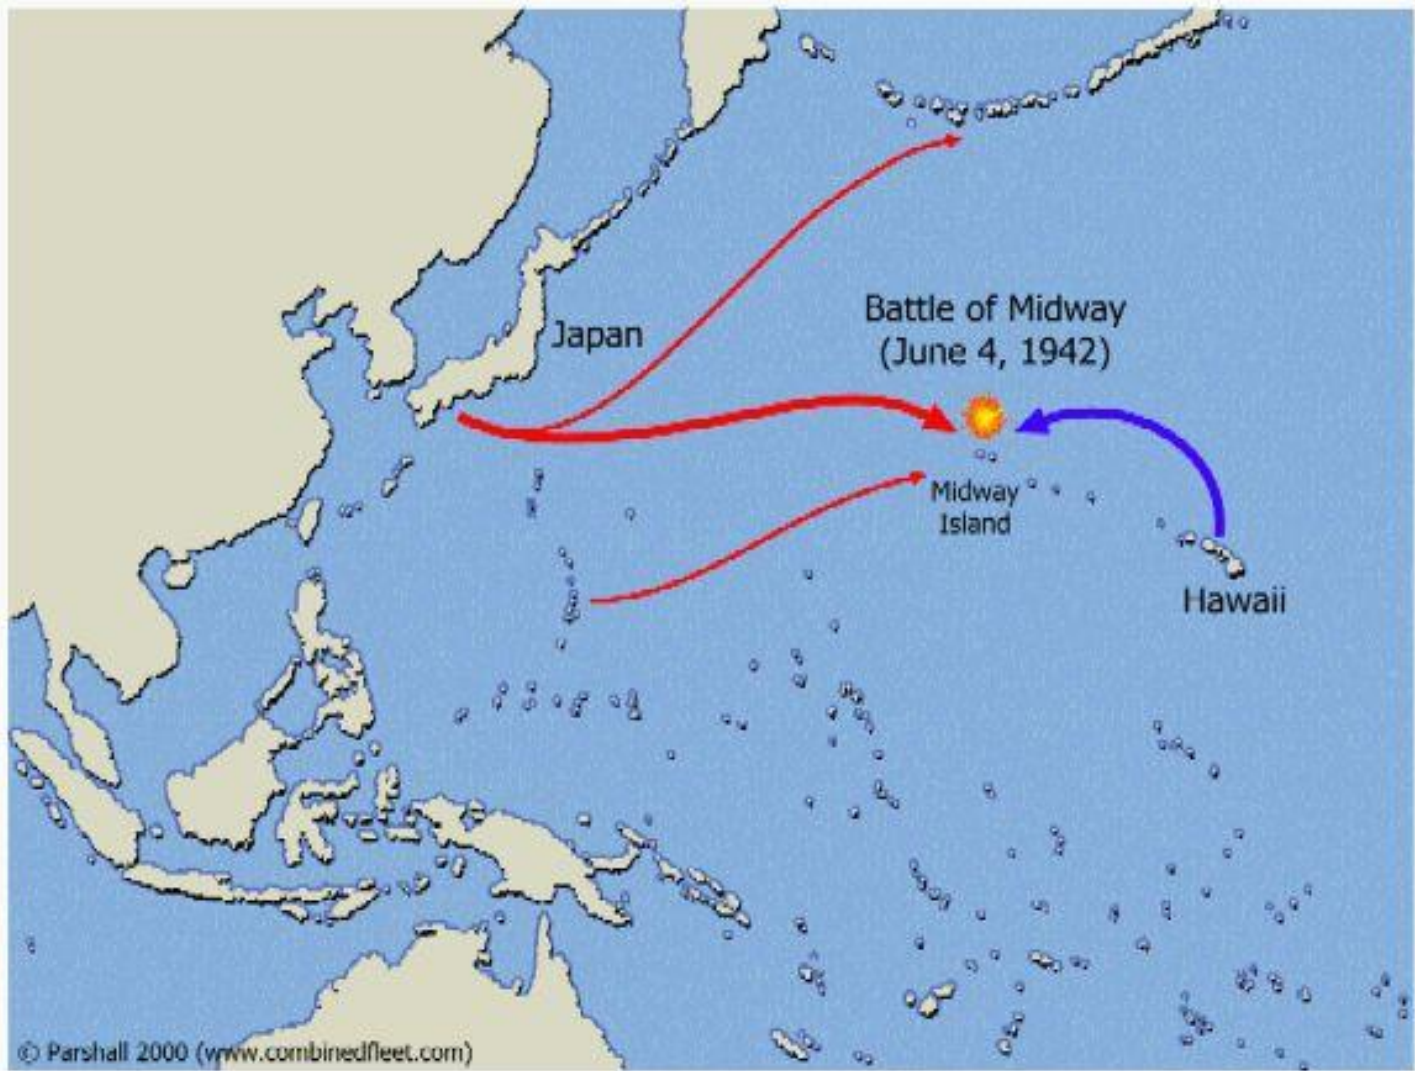 Battle of Midway
(June 4, 1942)
Japan
Midway
Island
Hawaii
© Parshall 2000 (www.combinedfleet.com)